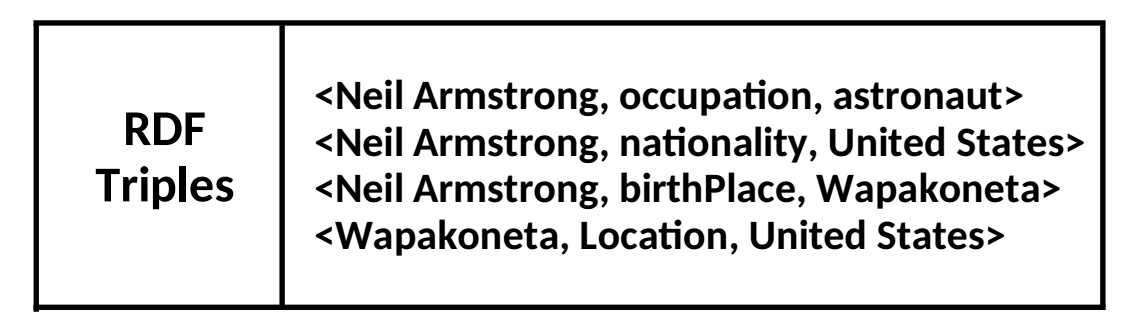 RDF
Triples
<Neil Armstrong, occupation, astronaut>
<Neil Armstrong, nationality, United States>
<Neil Armstrong, birthPlace, Wapakoneta>
<Wapakoneta, Location, United States>